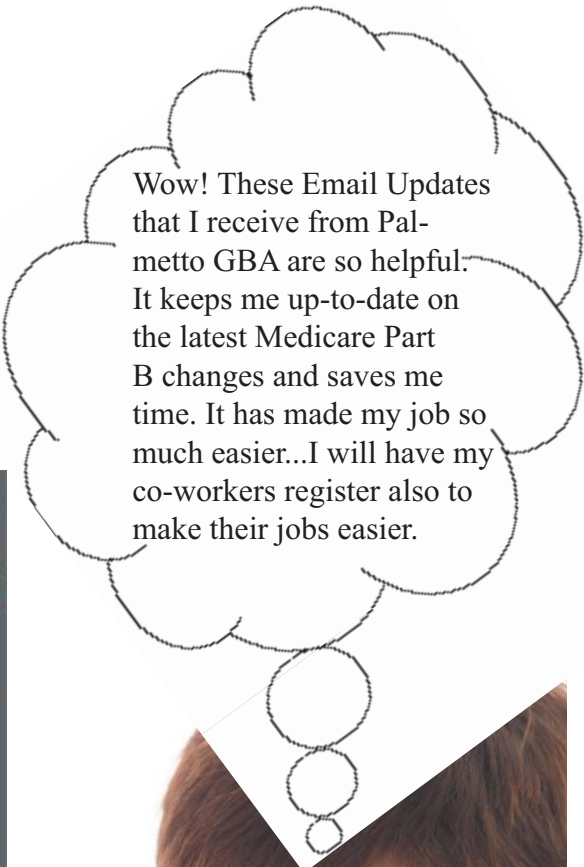 Wow! These Email Updates
that I receive from Pal-
metto GBA are so helpful.
It keeps me up-to-date on
the latest Medicare Part
B changes and saves me
time. It has made my job so
much easier...I will have my
co-workers register also to
make their jobs easier.